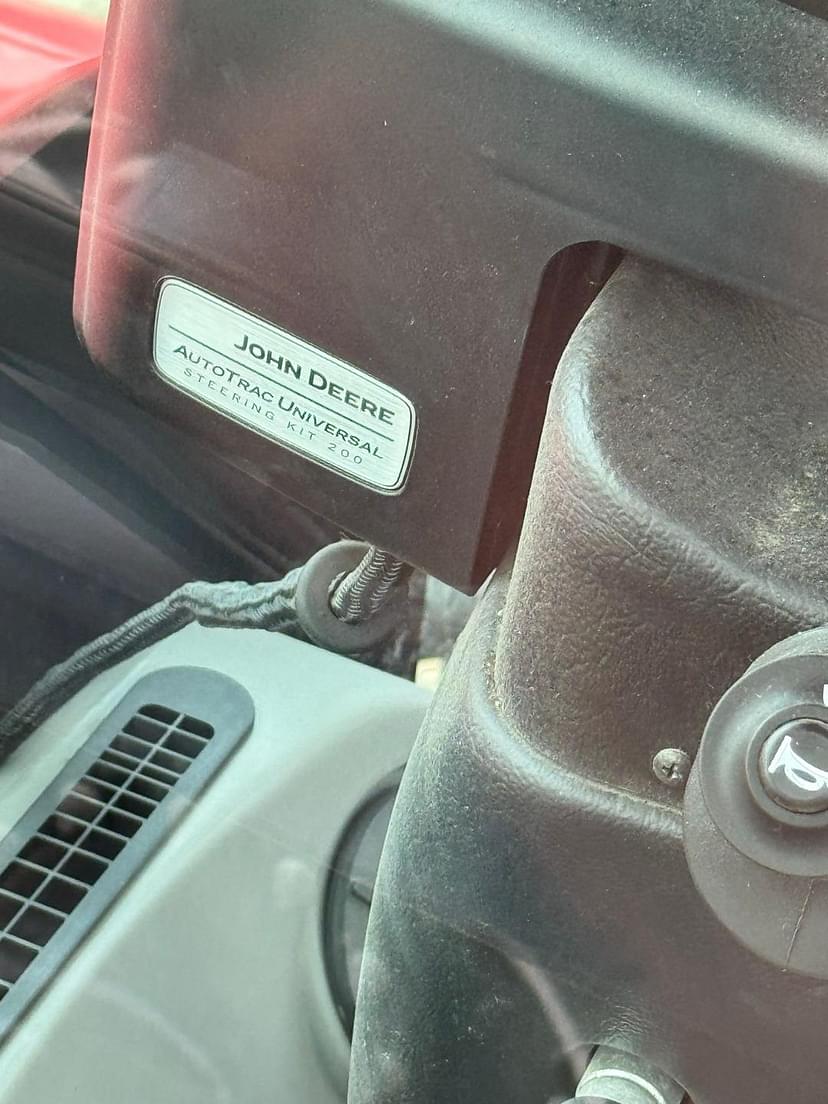 JOHN DEERE
AUTOTRAC UNIVERSAL
STEERING KIT 200